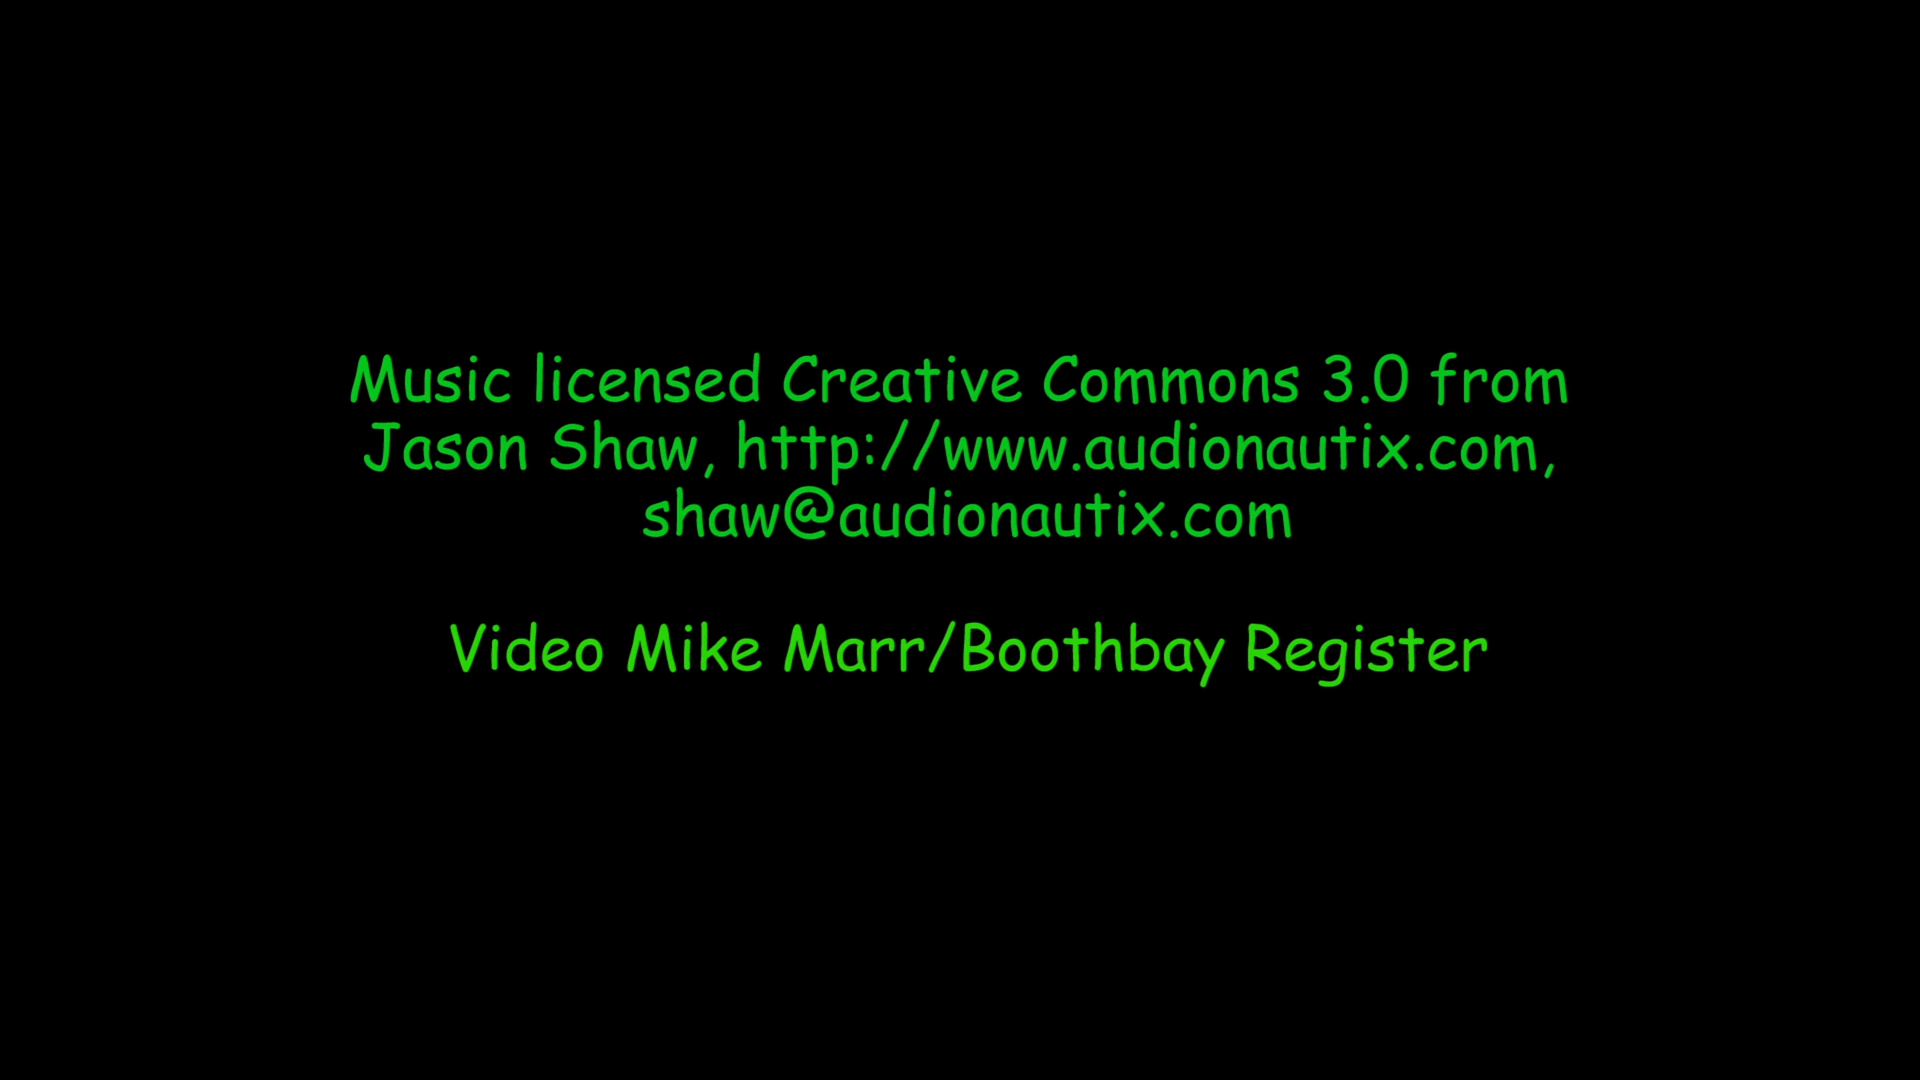 Music licensed Creative Commons 3.0 from
Jason Shaw, http://www.audionautix.com,
shaw@audionautix.com
Video Mike Marr/Boothbay Register